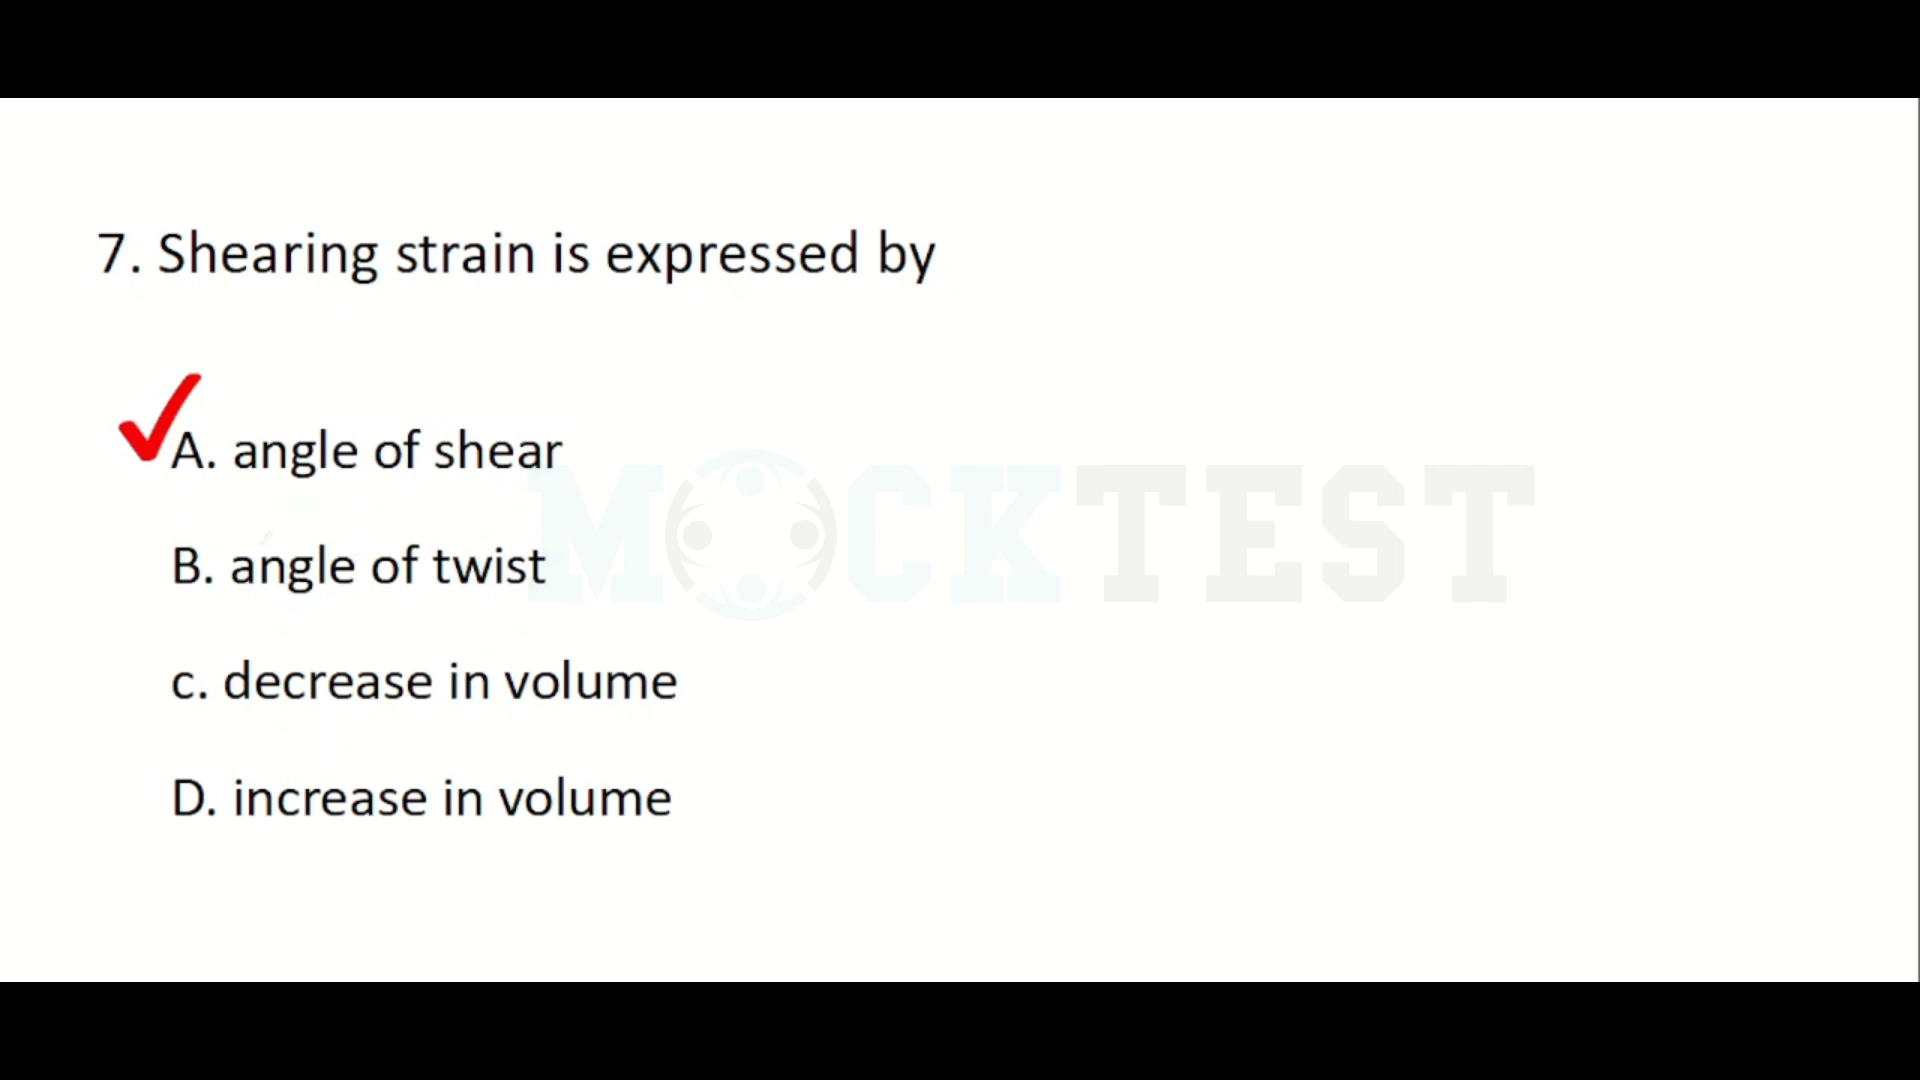 7. Shearing strain is expressed by
A. angle of shear
B. angle of twist
c. decrease in volume
D. increase in volume
MOCKTEST